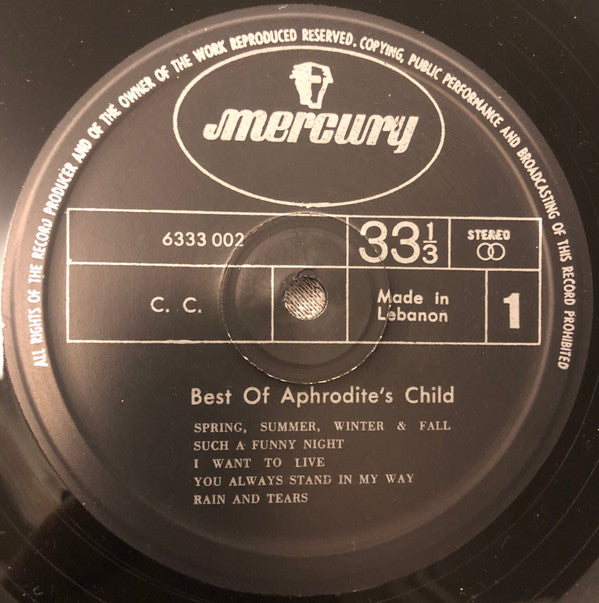 ALL RIGHTS OF THE RECORD PRODUCER AND OF THE OWNER OF THE WORK REPRODUCED RESERVED. COPYING, PUBLIC PERFORMANCE AND BROADCASTING OF THIS RECORD PROHIBITED
mercury
6333 002
33 1/3
STEREO
C. C.
Made in
Lebanon
1
Best Of Aphrodite's Child
SPRING, SUMMER, WINTER & FALL
SUCH A FUNNY NIGHT
I WANT TO LIVE
YOU ALWAYS STAND IN MY WAY
RAIN AND TEARS